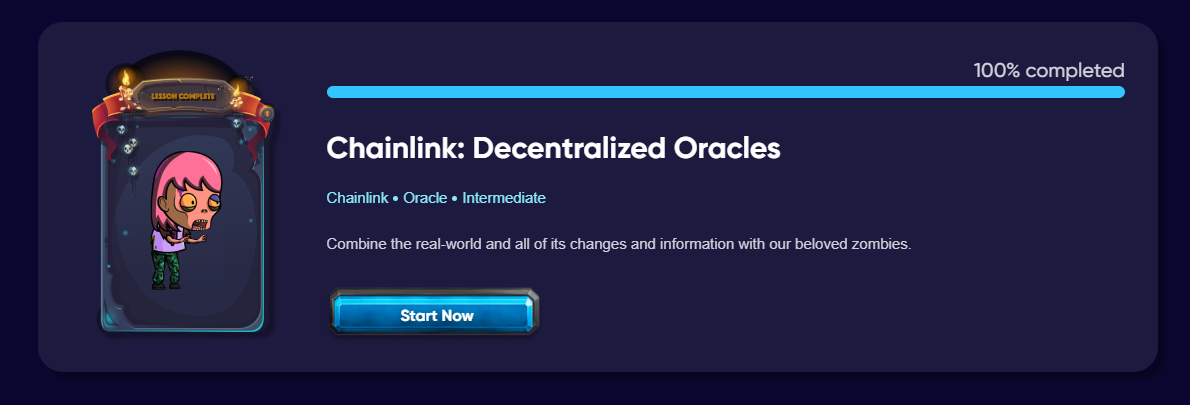 LESSON COMPLETE
100% completed
Chainlink: Decentralized Oracles
Chainlink • Oracle • Intermediate
Combine the real-world and all of its changes and information with our beloved zombies.
Start Now